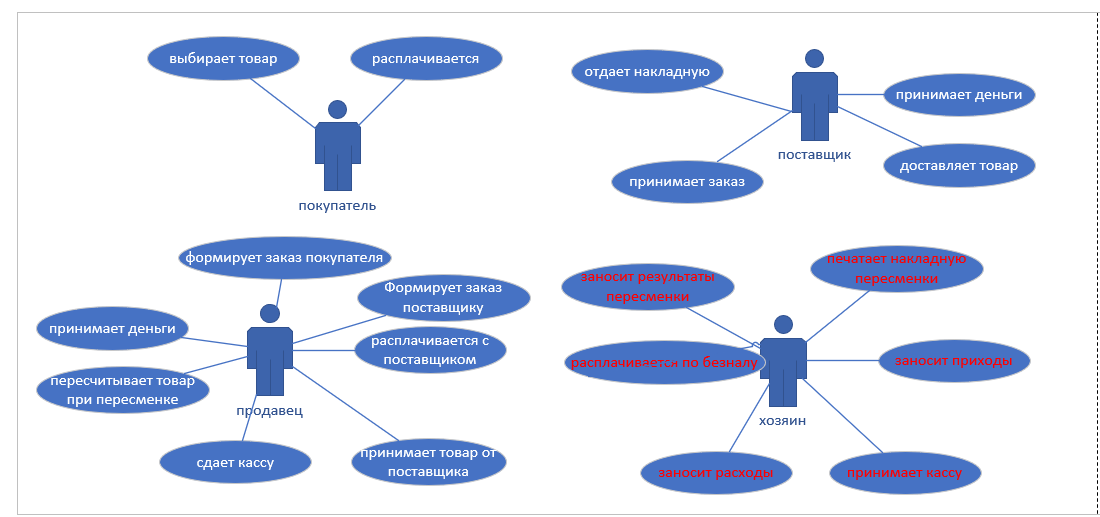 выбирает товар
расплачивается
покупатель
отдает накладную
принимает деньги
поставщик
доставляет товар
принимает заказ
формирует заказ покупателя
Формирует заказ
поставщику
принимает деньги
расплачивается с
поставщиком
пересчитывает товар
при пересменке
продавец
сдает кассу
принимает товар от
поставщика
печатает накладную
пересменки
заносит результаты
пересменки
расплачивается по безналу
заносит приходы
хозяин
заносит расходы
принимает кассу